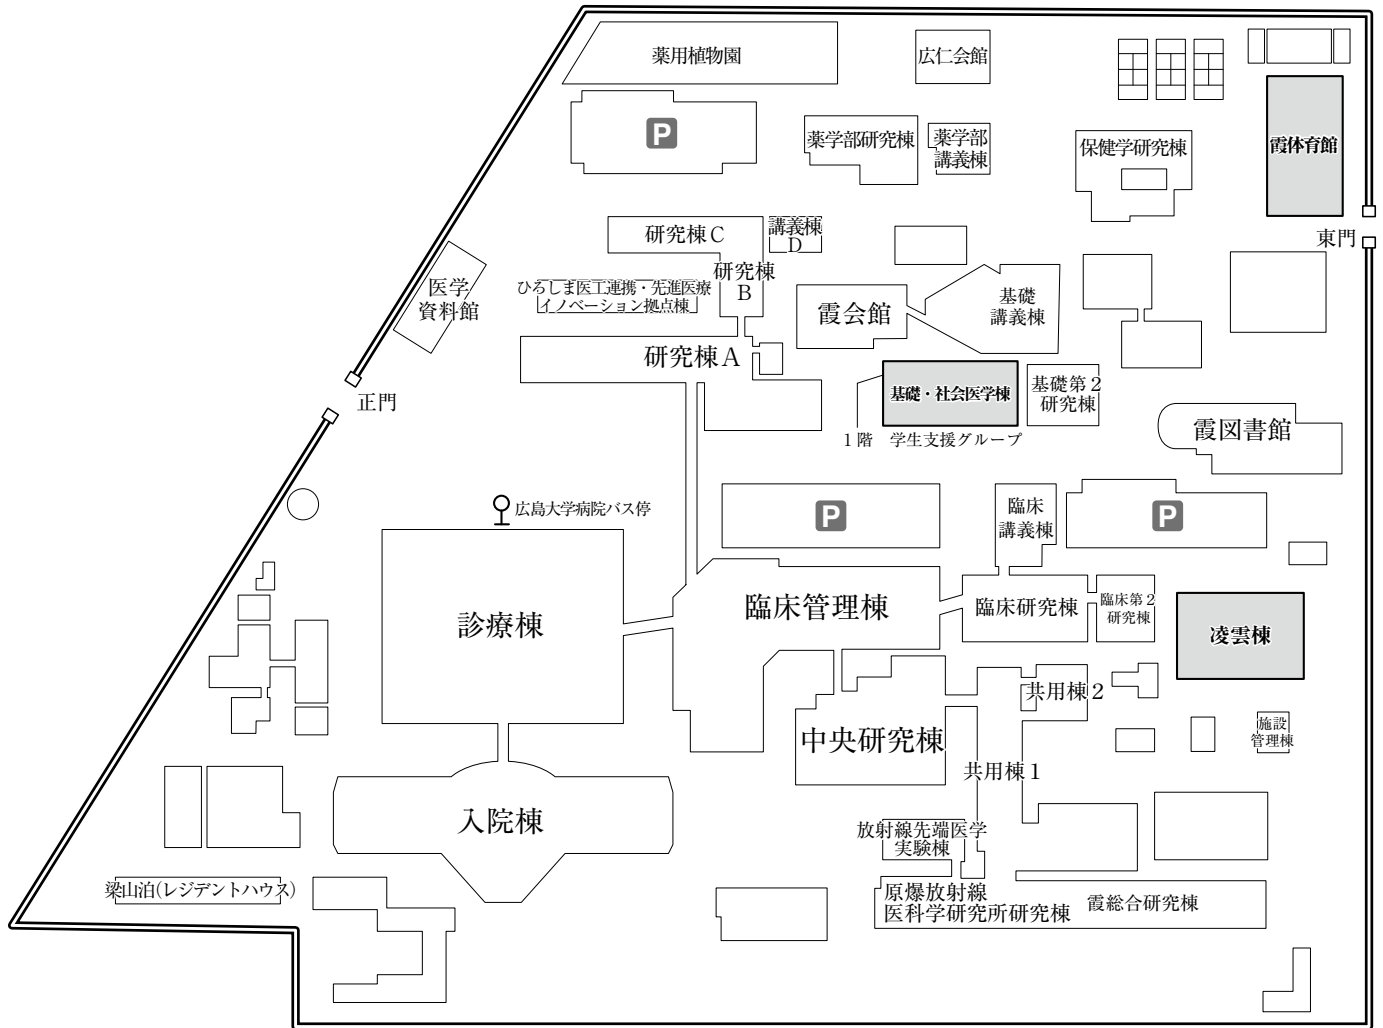 薬用植物園
広仁会館
P
薬学部研究棟
薬学部
講義棟
保健学研究棟
霞体育館
東門
研究棟C
講義棟
D
研究棟
B
医学
資料館
ひろしま医工連携・先進医療
イノベーション拠点棟
霞会館
基礎
講義棟
研究棟A
正門
基礎・社会医学棟
基礎第2
研究棟
1階 学生支援グループ
霞図書館
広島大学病院バス停
P
臨床
講義棟
P
診療棟
臨床管理棟
臨床研究棟
臨床第2
研究棟
凌雲棟
共用棟2
中央研究棟
施設
管理棟
共用棟1
入院棟
放射線先端医学
実験棟
梁山泊(レジデントハウス)
原爆放射線
医科学研究所研究棟
霞総合研究棟